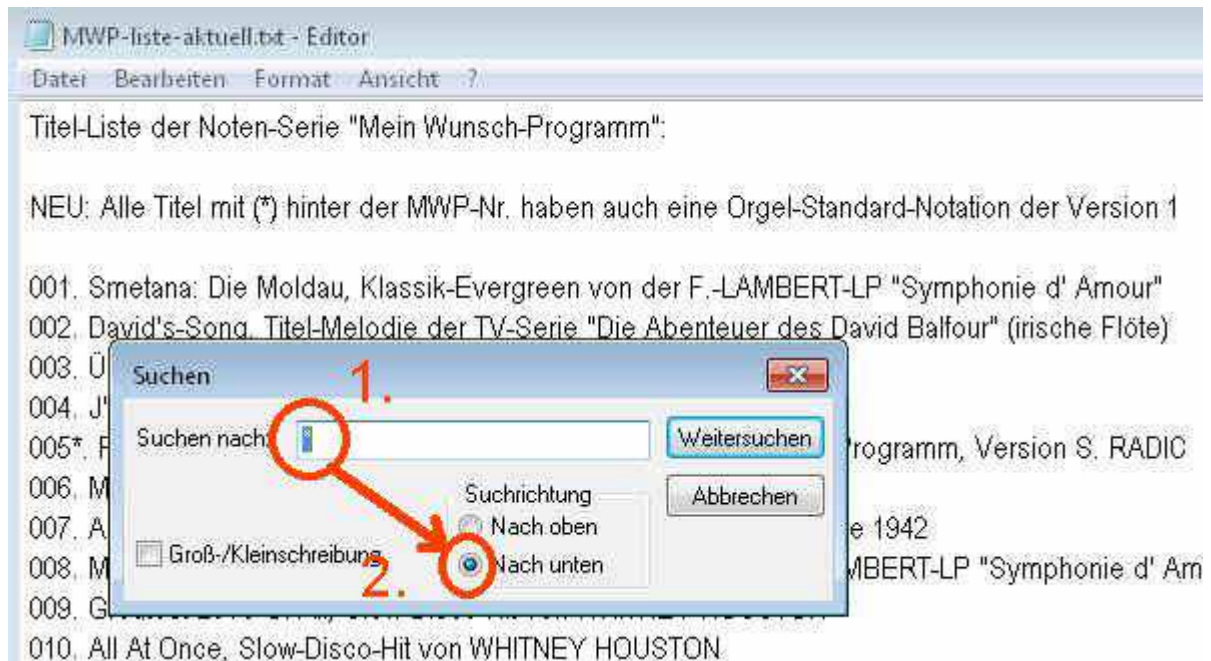 MWP-liste-aktuell.txt - Editor
Datei Bearbeiten Format Ansicht ?
Titel-Liste der Noten-Serie "Mein Wunsch-Programm":
NEU: Alle Titel mit (*) hinter der MWP-Nr. haben auch eine Orgel-Standard-Notation der Version 1
001. Smetana: Die Moldau, Klassik-Evergreen von der F.-LAMBERT-LP "Symphonie d' Amour"
002. David's-Song, Titel-Melodie der TV-Serie "Die Abenteuer des David Balfour" (irische Flöte)
003. Ü
004. J'
005*. F rogramm, Version S. RADIC
006. M
007. A e 1942
008. M MBERT-LP "Symphonie d' Am
009. G
010. All At Once, Slow-Disco-Hit von WHITNEY HOUSTON
Suchen
1.
Suchen nach: *
Weitersuchen
Suchrichtung
Abbrechen
Nach oben
Groß-/Kleinschreibung
2.
Nach unten